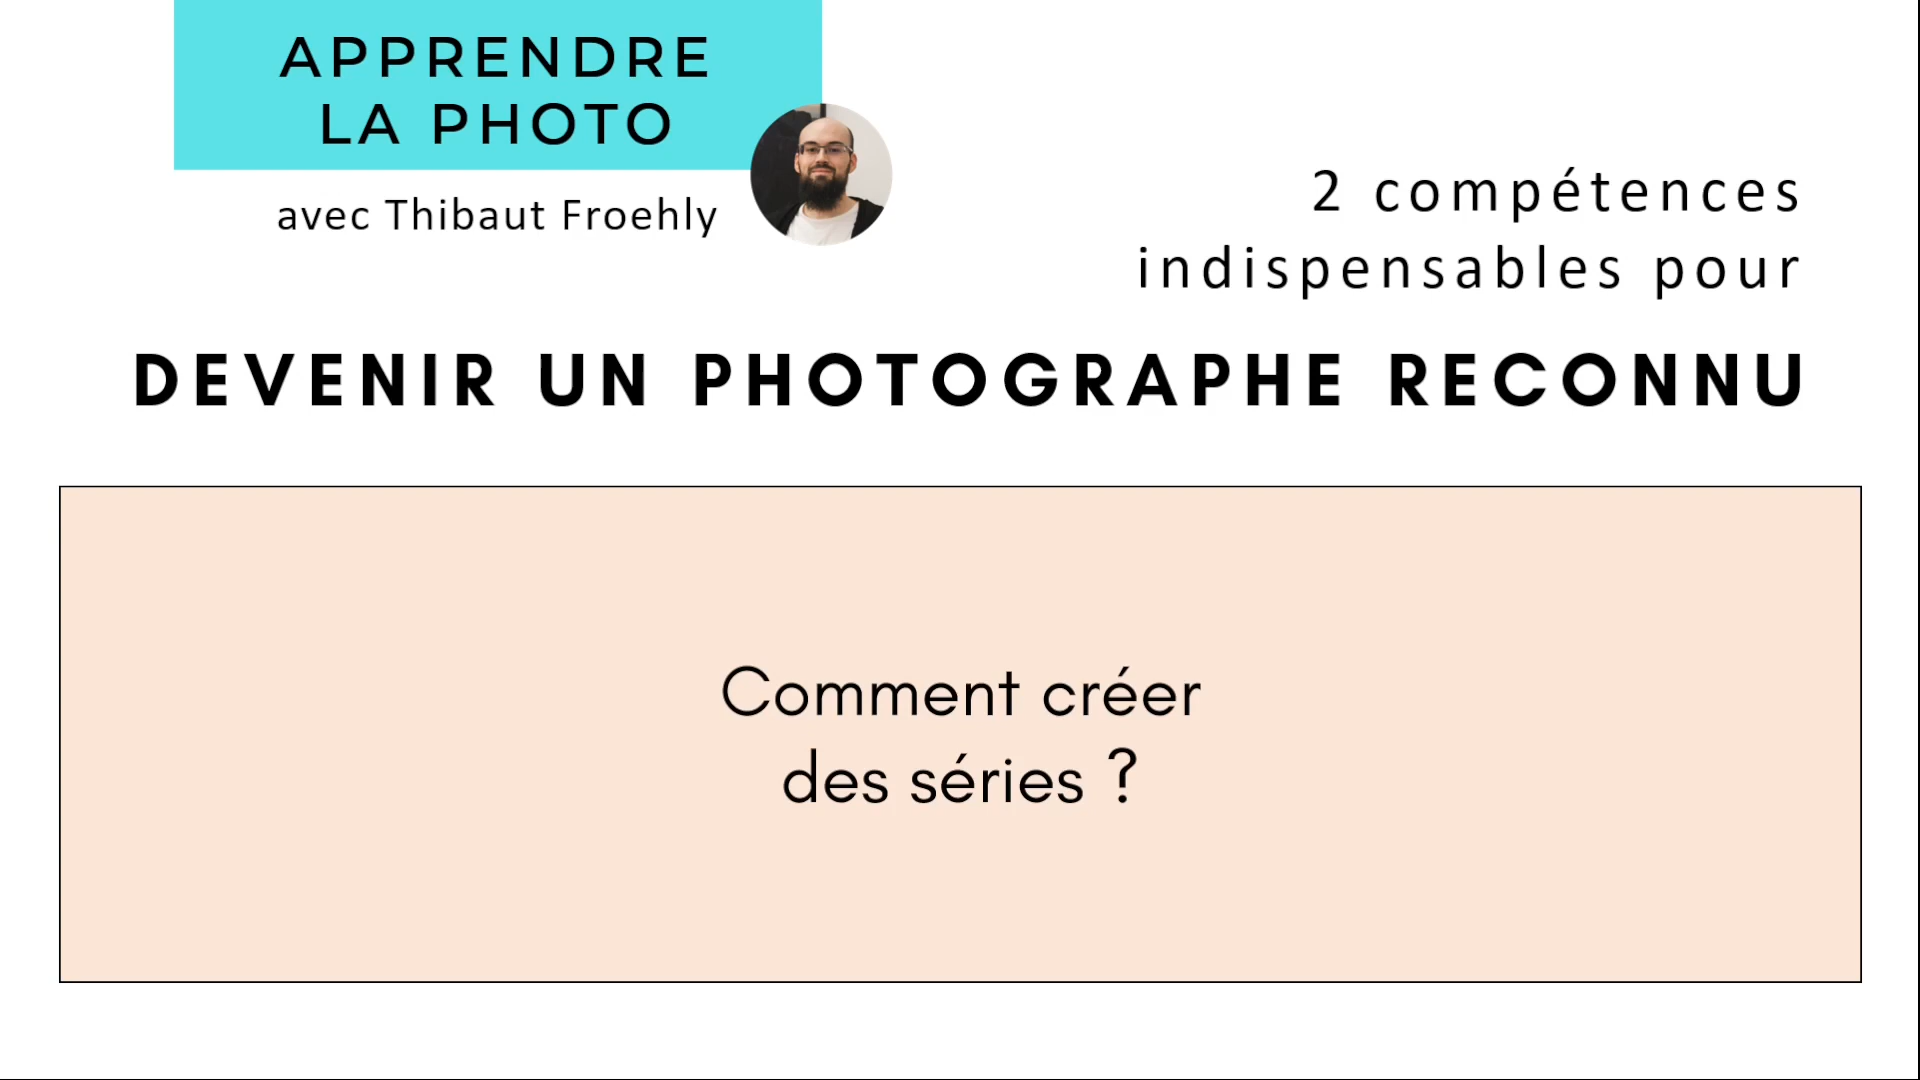 APPRENDRE
LA PHOTO
avec Thibaut Froehly
2 compétences
indispensables pour
DEVENIR UN PHOTOGRAPHE RECONNU
Comment créer
des séries ?